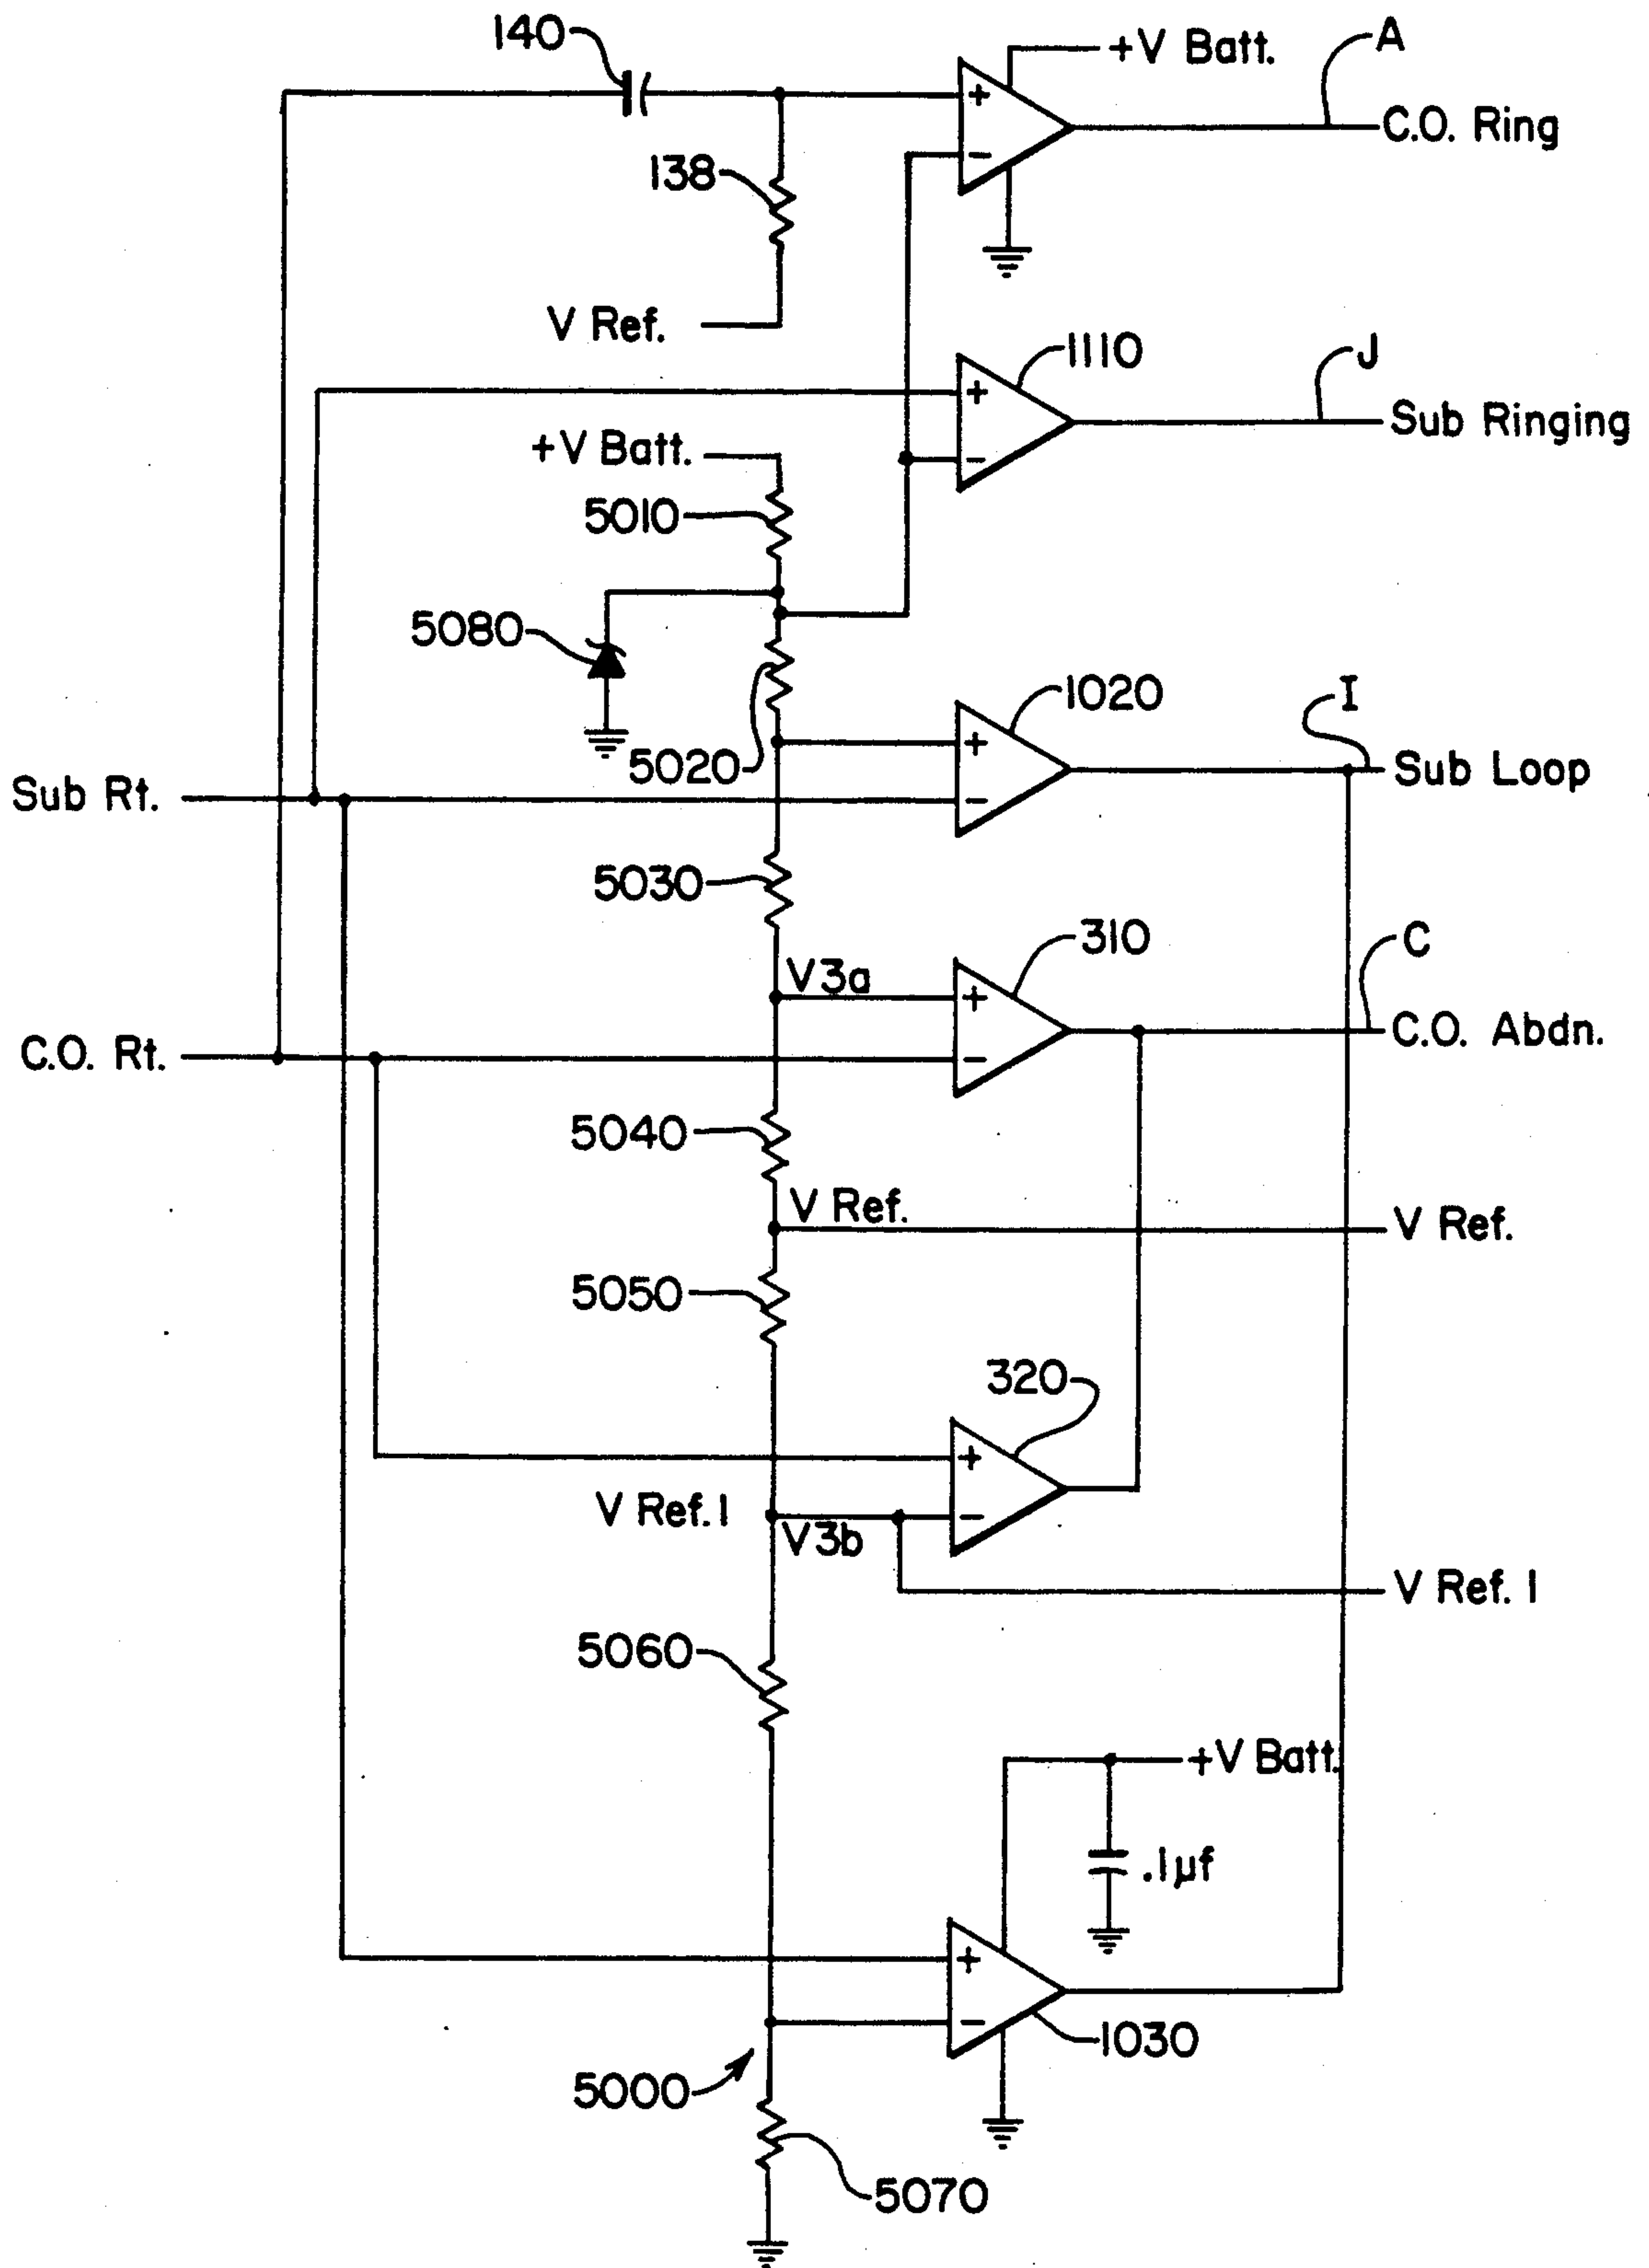 140
+V Batt.
A
C.O. Ring
+
−
138
V Ref.
1110
J
+
Sub Ringing
+V Batt.
−
5010
5080
1020
I
+
5020
Sub Loop
Sub Rt.
−
5030
310
C
V3a
+
C.O. Abdn.
C.O. Rt.
−
5040
V Ref.
V Ref.
5050
320
+
V Ref. 1
−
V3b
V Ref. 1
5060
+V Batt.
.1µf
+
−
1030
5000
5070